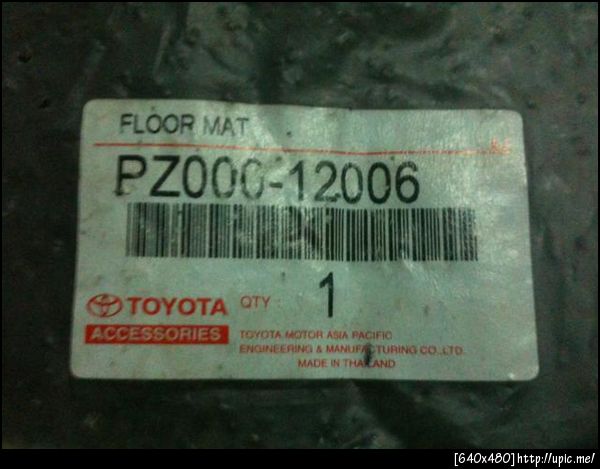 FLOOR MAT
PZ000-12006
TOYOTA
ACCESSORIES
QTY : 1
TOYOTA MOTOR ASIA PACIFIC
ENGINEERING & MANUFACTURING CO.,LTD.
MADE IN THAILAND
[640x480]http://upic.me/